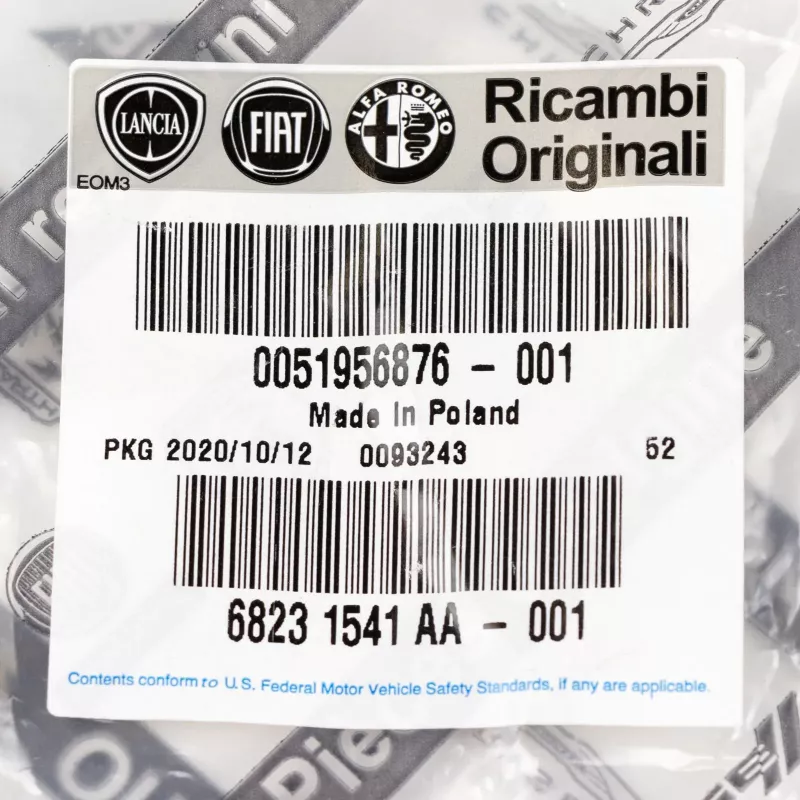 LANCIA
FIAT
ALFA ROMEO
Ricambi
Originali
EOM3
0051956876 - 001
Made In Poland
PKG 2020/10/12 0093243 52
6823 1541 AA - 001
Contents conform to U.S. Federal Motor Vehicle Safety Standards, if any are applicable.